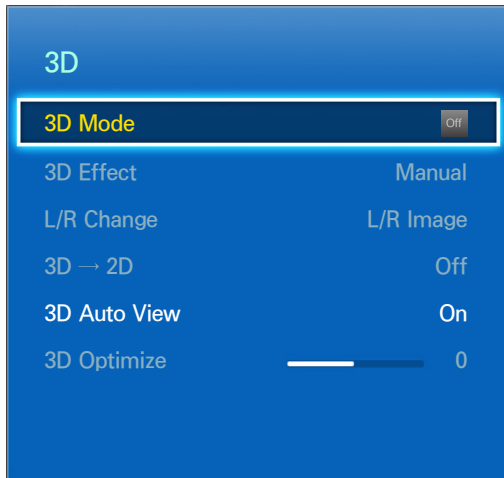 3D
3D Mode Off
3D Effect Manual
L/R Change L/R Image
3D → 2D Off
3D Auto View On
3D Optimize 0